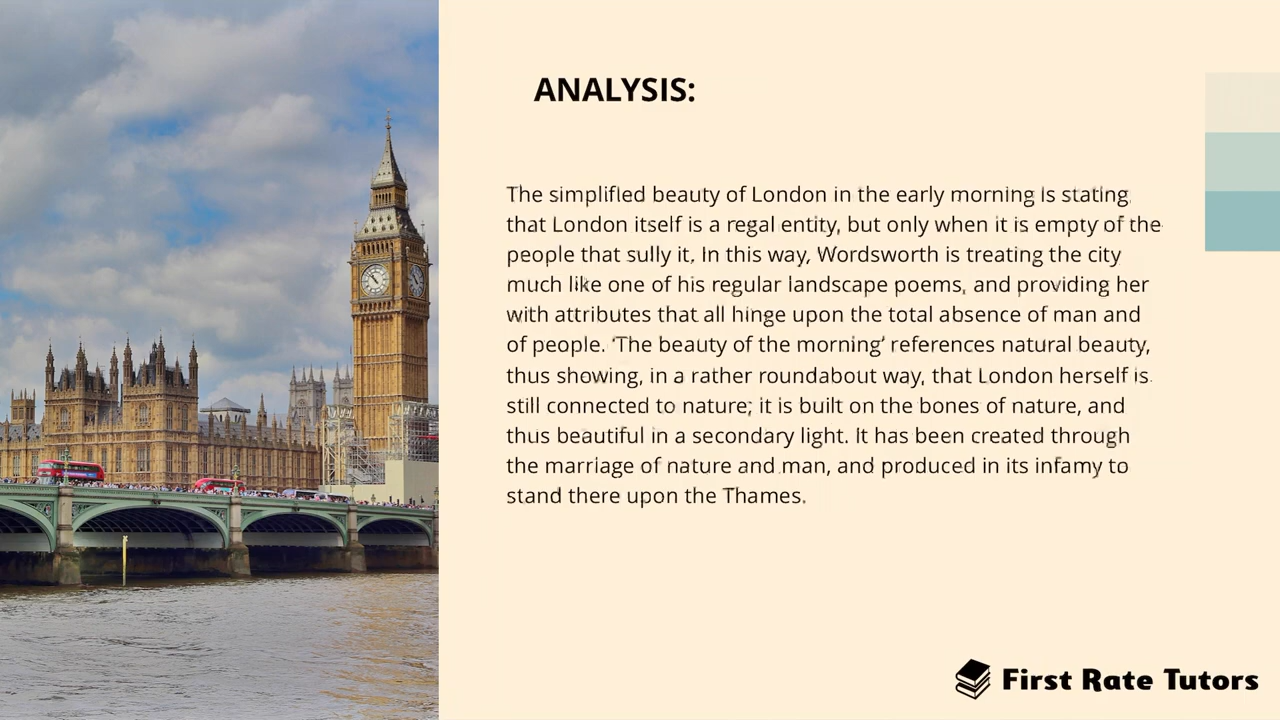 ANALYSIS:
The simplified beauty of London in the early morning is stating
that London itself is a regal entity, but only when it is empty of the
people that sully it. In this way, Wordsworth is treating the city
much like one of his regular landscape poems, and providing her
with attributes that all hinge upon the total absence of man and
of people. ‘The beauty of the morning’ references natural beauty,
thus showing, in a rather roundabout way, that London herself is
still connected to nature; it is built on the bones of nature, and
thus beautiful in a secondary light. It has been created through
the marriage of nature and man, and produced in its infamy to
stand there upon the Thames.
First Rate Tutors